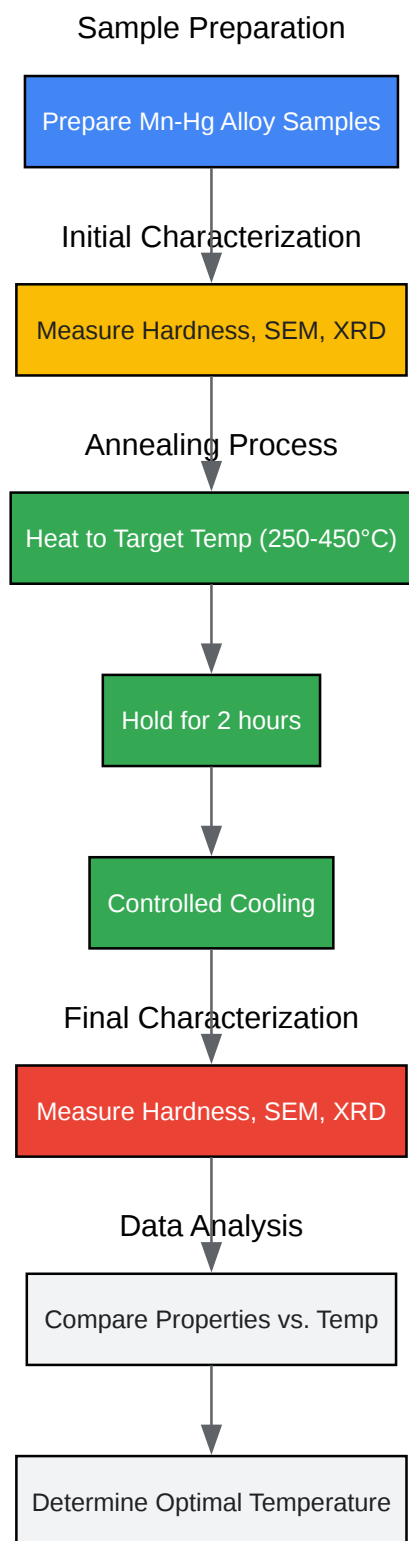 Sample Preparation
Prepare Mn-Hg Alloy Samples
Initial Characterization
Measure Hardness, SEM, XRD
Annealing Process
Heat to Target Temp (250-450°C)
Hold for 2 hours
Controlled Cooling
Final Characterization
Measure Hardness, SEM, XRD
Data Analysis
Compare Properties vs. Temp
Determine Optimal Temperature